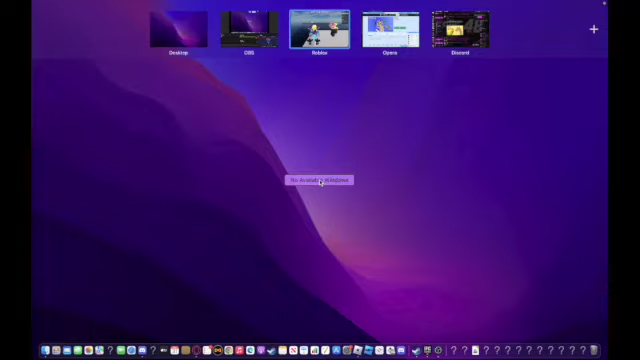 Desktop
OBS
Roblox
Opera
Discord
No Available Windows